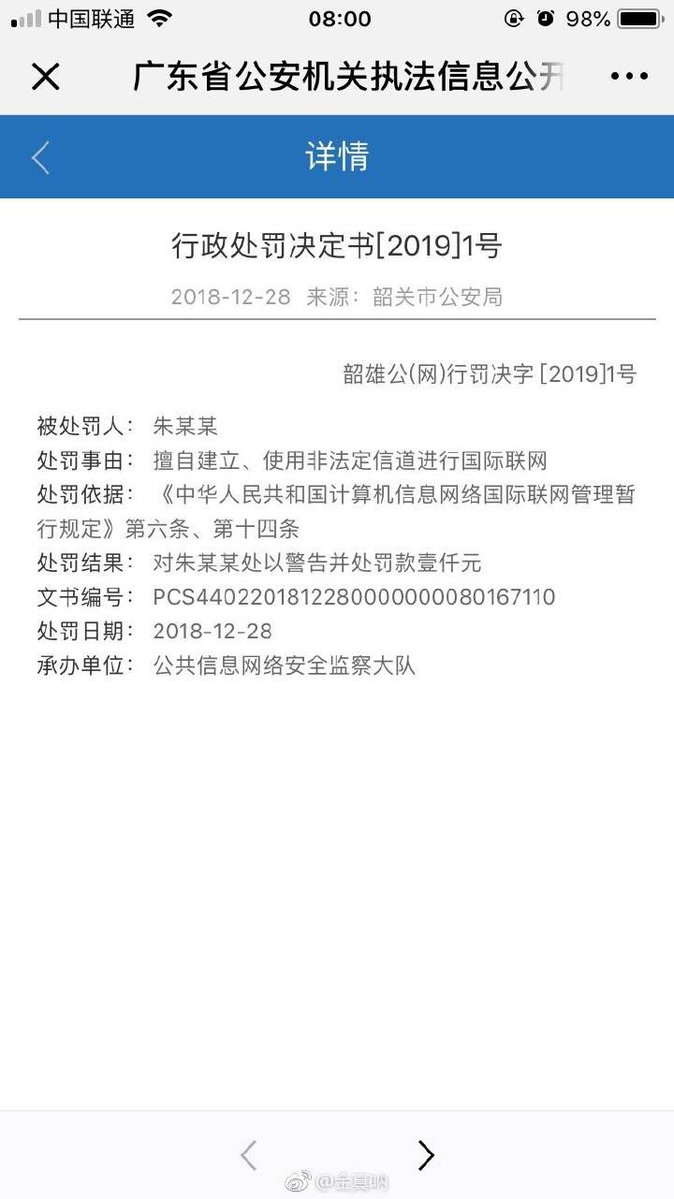 中国联通 08:00 98%
广东省公安机关执法信息公开
详情
行政处罚决定书[2019]1号
2018-12-28 来源：韶关市公安局
韶雄公(网)行罚决字 [2019]1号
被处罚人： 朱某某
处罚事由： 擅自建立、使用非法定信道进行国际联网
处罚依据： 《中华人民共和国计算机信息网络国际联网管理暂
行规定》第六条、第十四条
处罚结果： 对朱某某处以警告并处罚款壹仟元
文书编号： PCS44022018122800000000080167110
处罚日期： 2018-12-28
承办单位： 公共信息网络安全监察大队
@金真呐